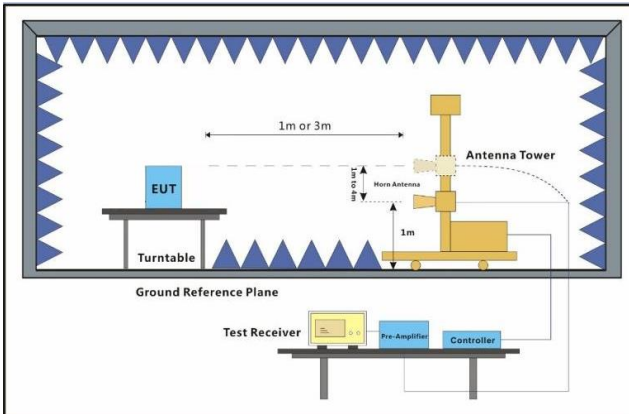 1m or 3m
Antenna Tower
1m to 4m
Horn Antenna
EUT
1m
Turntable
Ground Reference Plane
Test Receiver
Pre-Amplifier
Controller